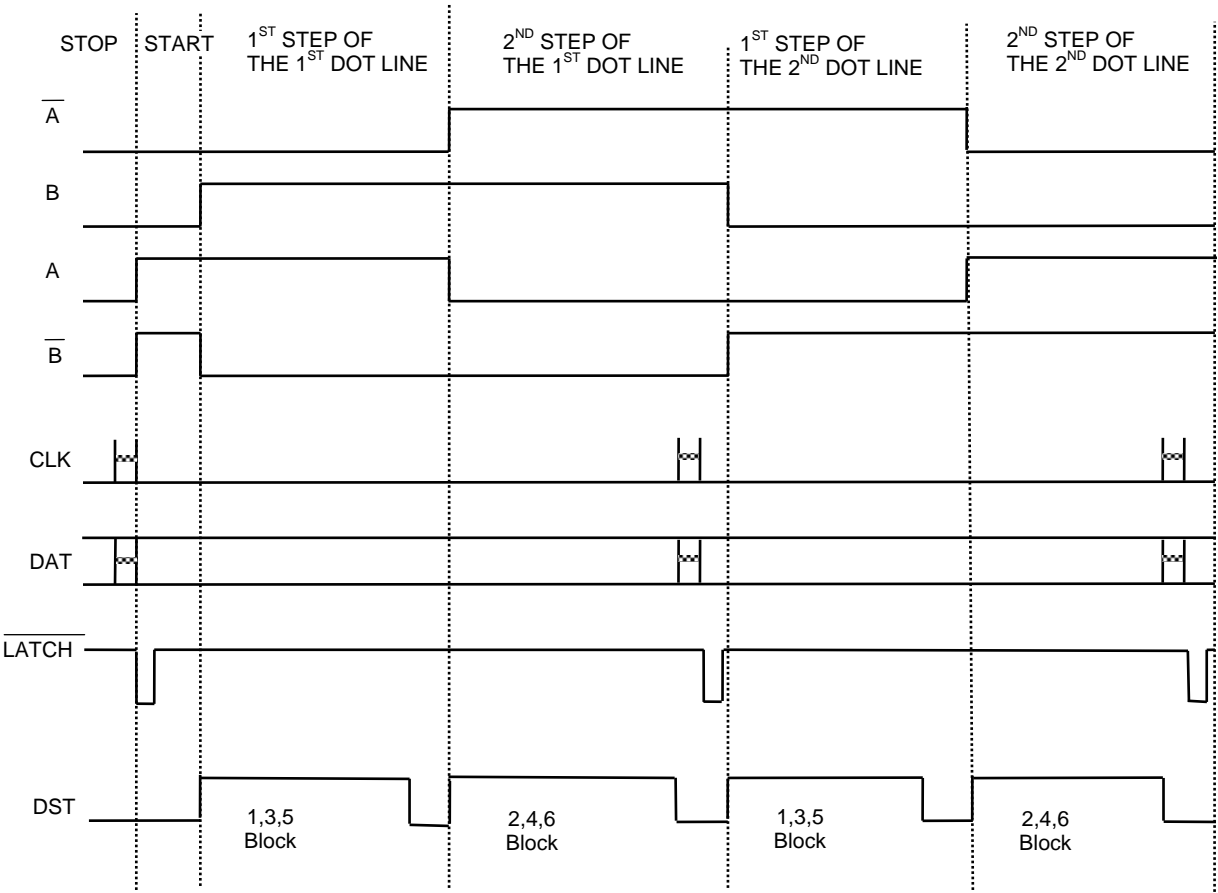 STOP
START
1ST STEP OF
THE 1ST DOT LINE
2ND STEP OF
THE 1ST DOT LINE
1ST STEP OF
THE 2ND DOT LINE
2ND STEP OF
THE 2ND DOT LINE
A̅
B
A
B̅
CLK
DAT
L̅A̅T̅C̅H̅
DST
1,3,5
Block
2,4,6
Block
1,3,5
Block
2,4,6
Block